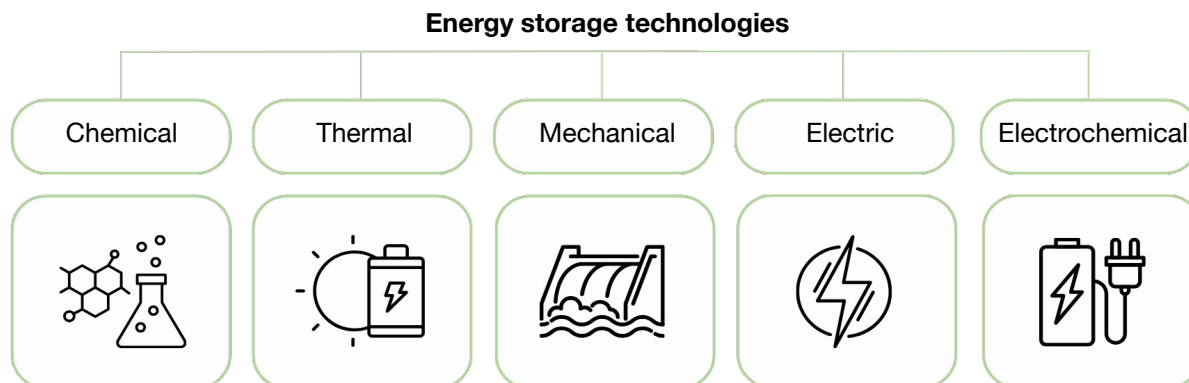 Energy storage technologies
Chemical
Thermal
Mechanical
Electric
Electrochemical